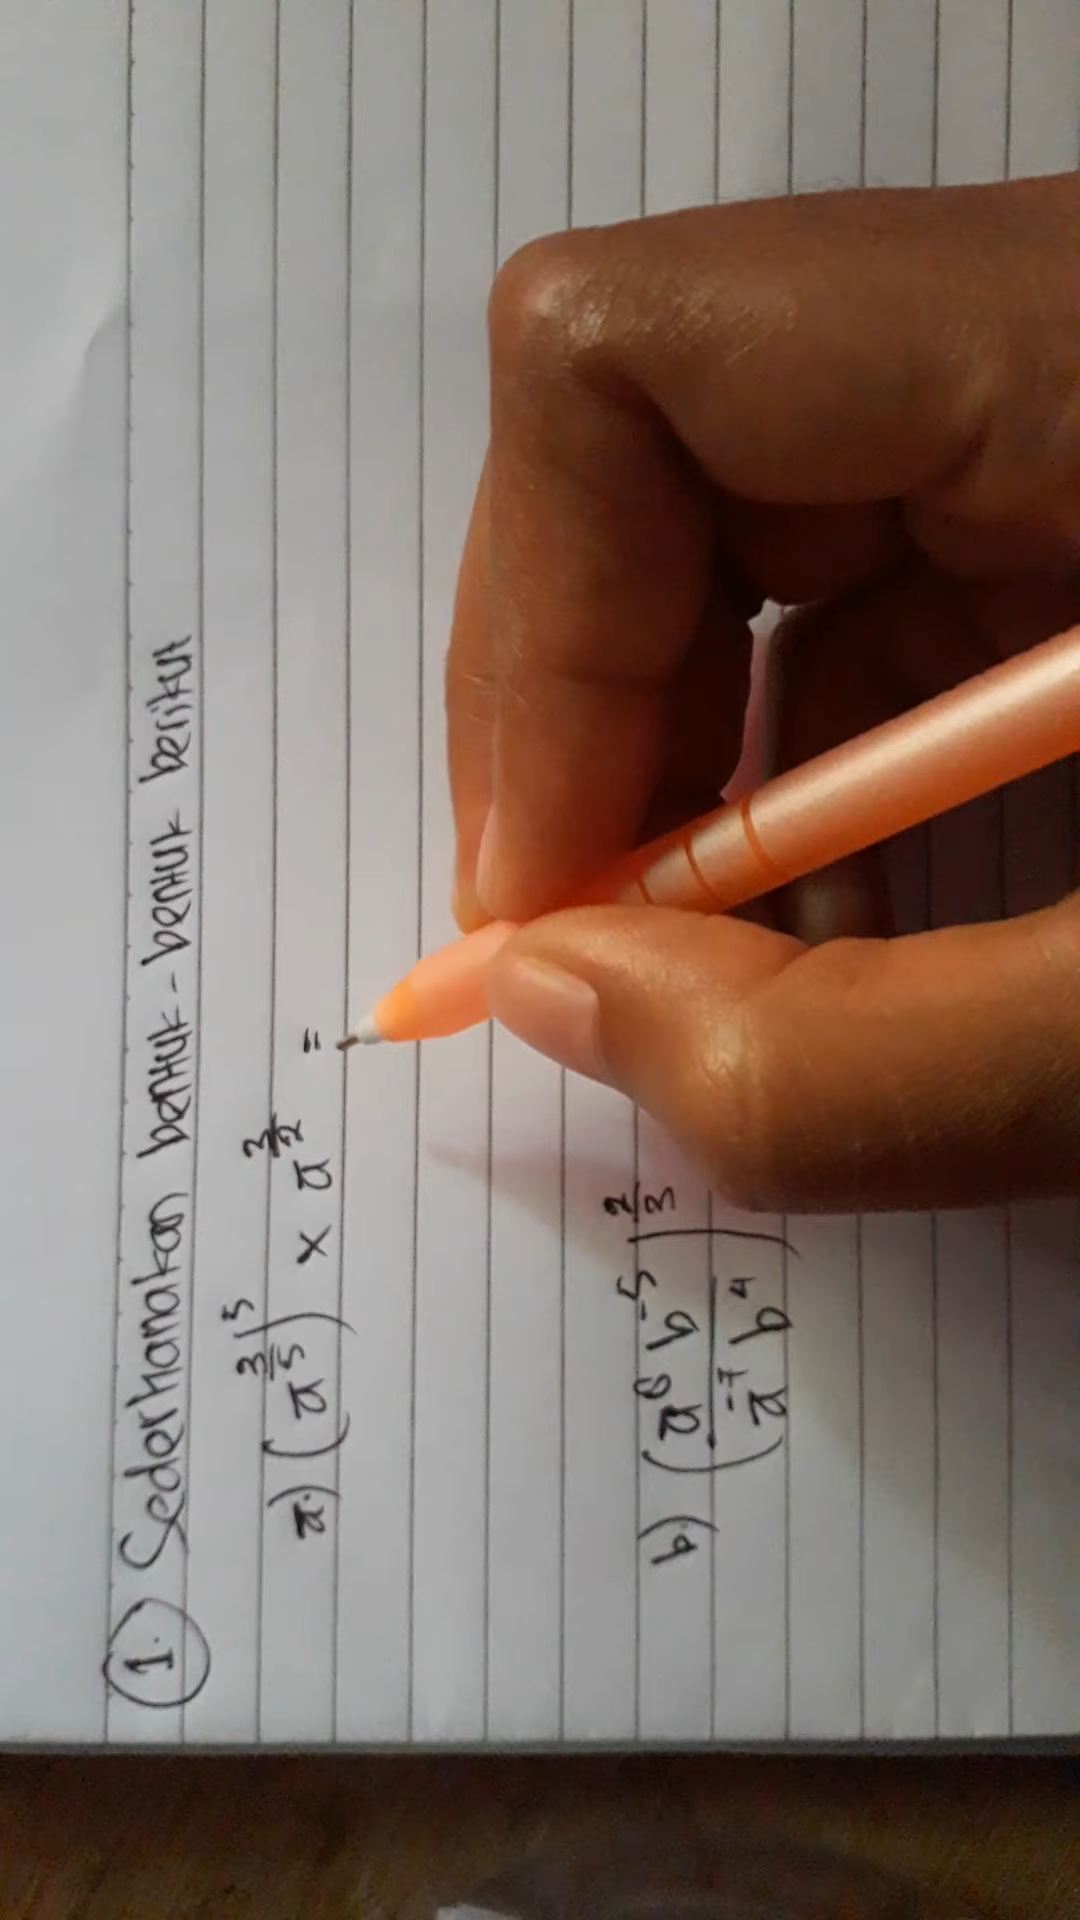 1. Sederhanakan bentuk-bentuk berikut
a.) (a^(3/5))^5 × a^(3/2) =
b.) (a^6 b^-5 / a^-7 b^4)^(2/3)